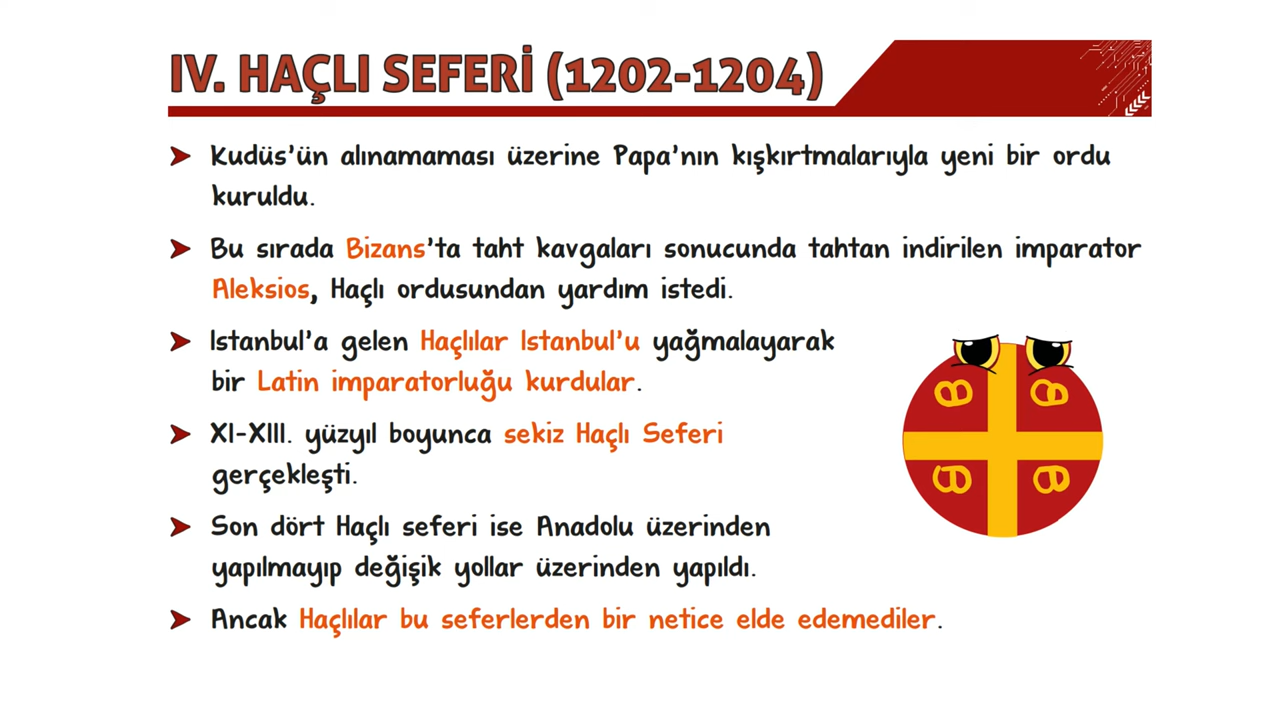 IV. HAÇLI SEFERİ (1202-1204)
Kudüs'ün alınamaması üzerine Papa'nın kışkırtmalarıyla yeni bir ordu
kuruldu.
Bu sırada Bizans'ta taht kavgaları sonucunda tahtan indirilen imparator
Aleksios, Haçlı ordusundan yardım istedi.
Istanbul'a gelen Haçlılar Istanbul'u yağmalayarak
bir Latin imparatorluğu kurdular.
XI-XIII. yüzyıl boyunca sekiz Haçlı Seferi
gerçekleşti.
Son dört Haçlı seferi ise Anadolu üzerinden
yapılmayıp değişik yollar üzerinden yapıldı.
Ancak Haçlılar bu seferlerden bir netice elde edemediler.